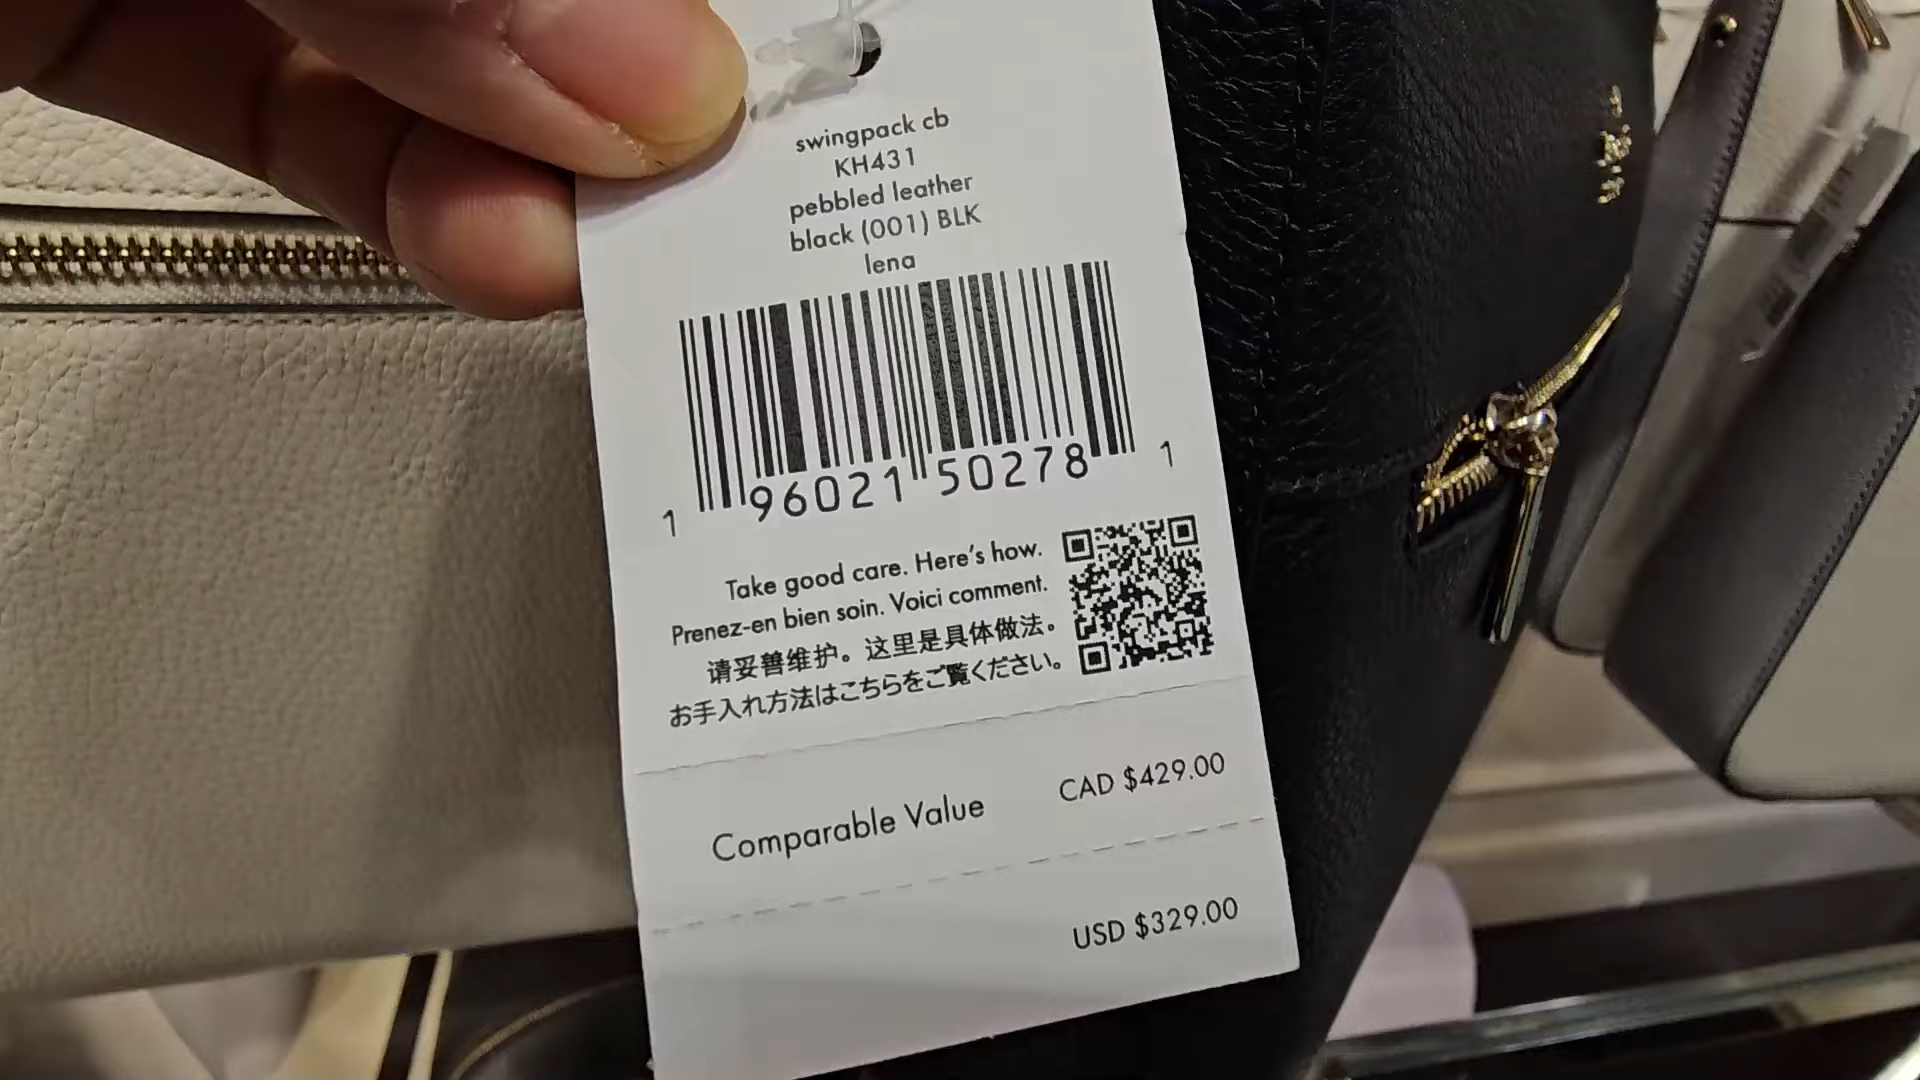 swingpack cb
KH431
pebbled leather
black (001) BLK
lena
1 96021 50278 1
Take good care. Here's how.
Prenez-en bien soin. Voici comment.
请妥善维护。这里是具体做法。
お手入れ方法はこちらをご覧ください。
Comparable Value CAD $429.00
USD $329.00